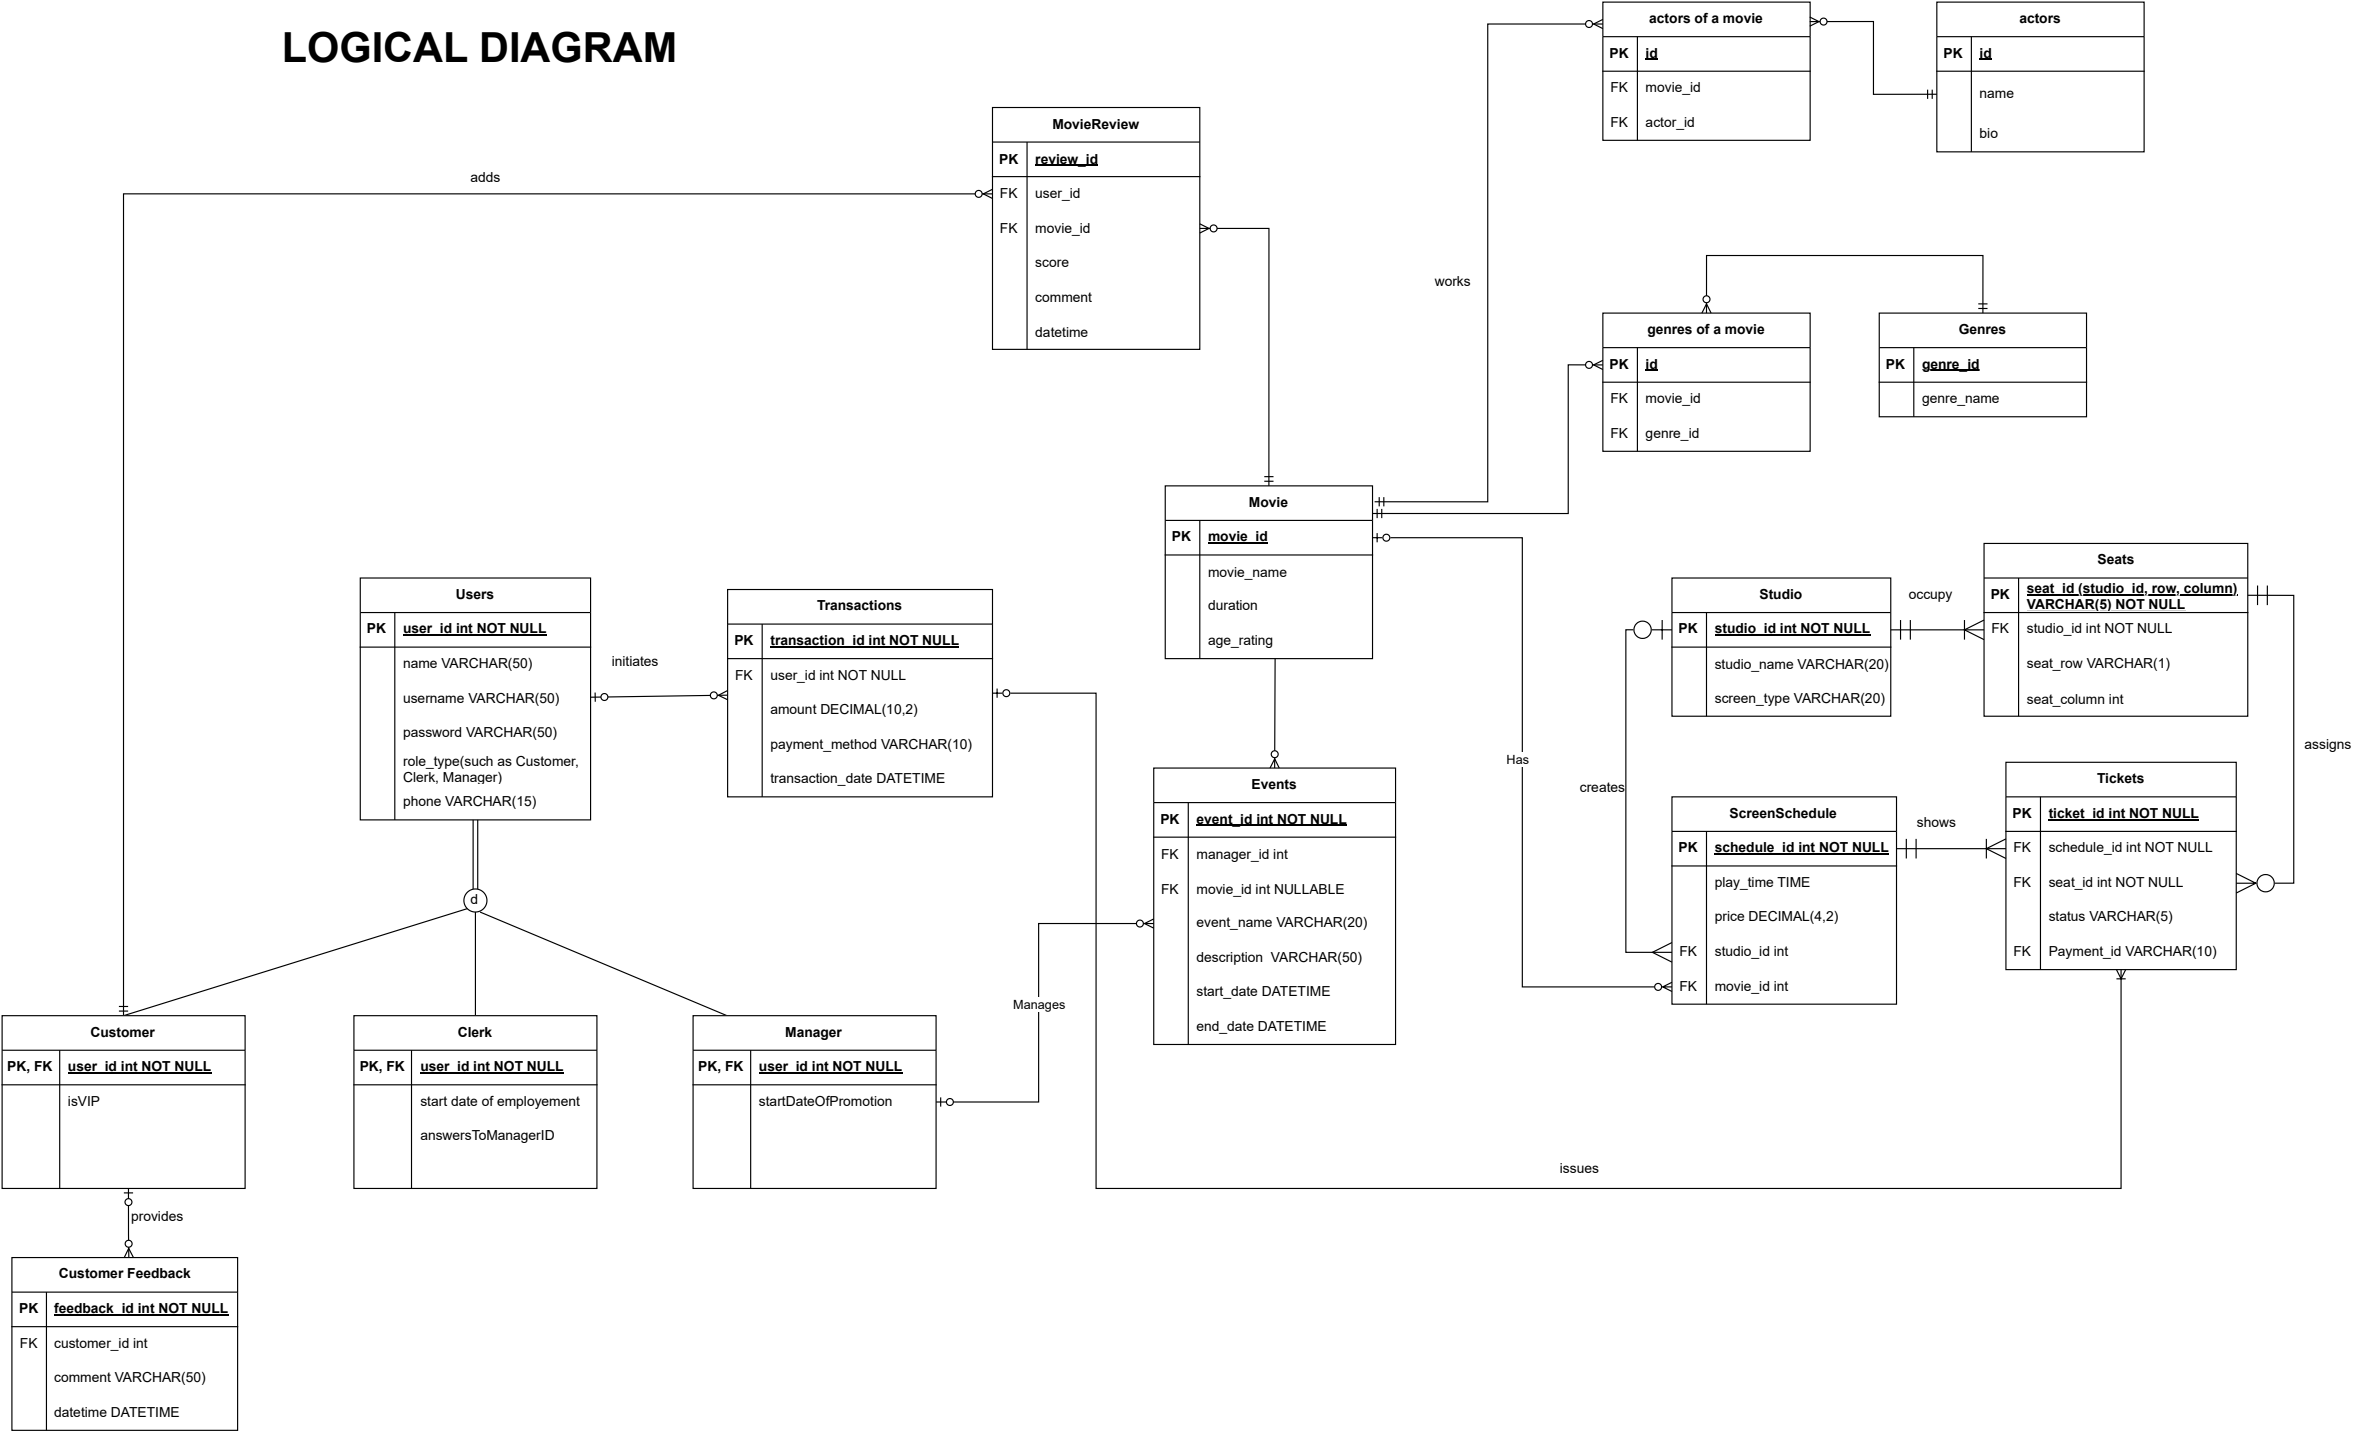 LOGICAL DIAGRAM
actors of a movie
PK id
FK movie_id
FK actor_id
actors
PK id
name
bio
MovieReview
PK review_id
FK user_id
FK movie_id
score
comment
datetime
adds
works
genres of a movie
PK id
FK movie_id
FK genre_id
Genres
PK genre_id
genre_name
Movie
PK movie_id
movie_name
duration
age_rating
Users
PK user_id int NOT NULL
name VARCHAR(50)
username VARCHAR(50)
password VARCHAR(50)
role_type(such as Customer,
Clerk, Manager)
phone VARCHAR(15)
initiates
Transactions
PK transaction_id int NOT NULL
FK user_id int NOT NULL
amount DECIMAL(10,2)
payment_method VARCHAR(10)
transaction_date DATETIME
Studio
PK studio_id int NOT NULL
studio_name VARCHAR(20)
screen_type VARCHAR(20)
occupy
Seats
PK seat_id (studio_id, row, column)
VARCHAR(5) NOT NULL
FK studio_id int NOT NULL
seat_row VARCHAR(1)
seat_column int
assigns
Has
creates
Events
PK event_id int NOT NULL
FK manager_id int
FK movie_id int NULLABLE
event_name VARCHAR(20)
description VARCHAR(50)
start_date DATETIME
end_date DATETIME
ScreenSchedule
PK schedule_id int NOT NULL
play_time TIME
price DECIMAL(4,2)
FK studio_id int
FK movie_id int
shows
Tickets
PK ticket_id int NOT NULL
FK schedule_id int NOT NULL
FK seat_id int NOT NULL
status VARCHAR(5)
FK Payment_id VARCHAR(10)
d
Manages
Customer
PK, FK user_id int NOT NULL
isVIP
Clerk
PK, FK user_id int NOT NULL
start date of employement
answersToManagerID
Manager
PK, FK user_id int NOT NULL
startDateOfPromotion
issues
provides
Customer Feedback
PK feedback_id int NOT NULL
FK customer_id int
comment VARCHAR(50)
datetime DATETIME